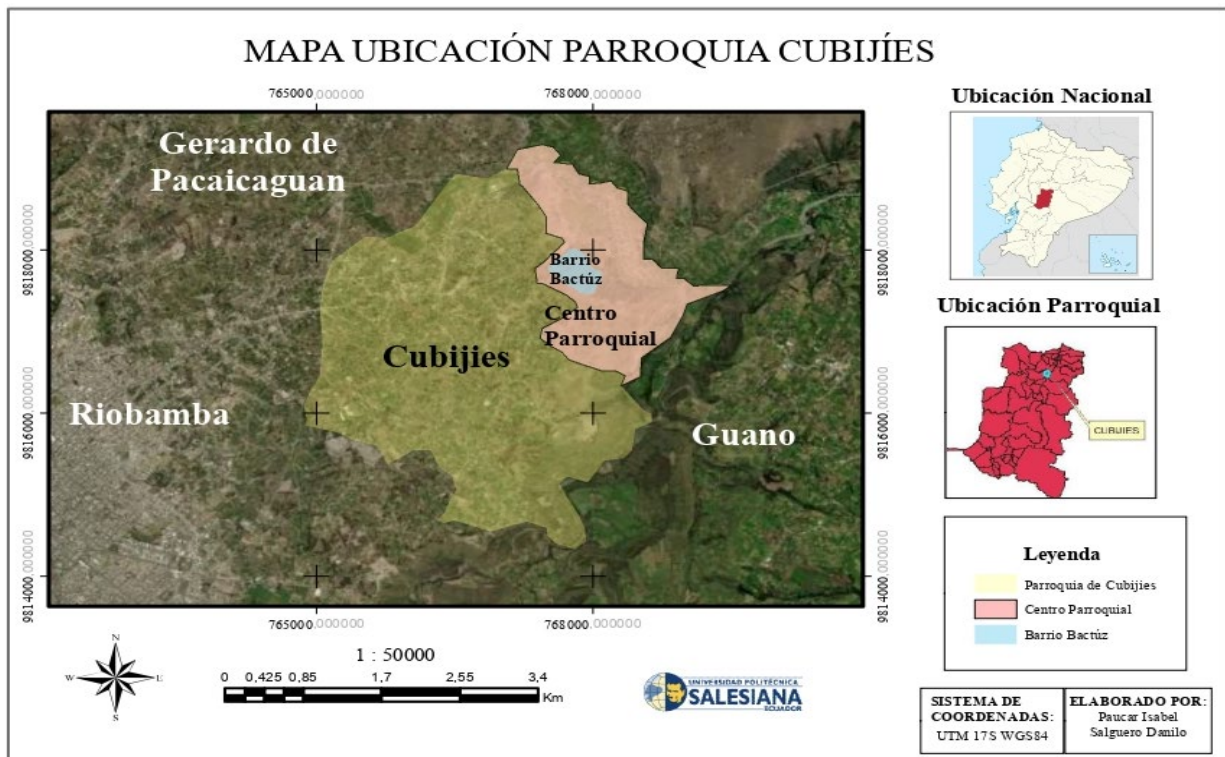 MAPA UBICACIÓN PARROQUIA CUBIJÍES
765000,000000
768000,000000
Gerardo de
Pacaicaguan
9818000,000000
9818000,000000
Barrio
Bactúz
Centro
Parroquial
Cubijies
Riobamba
Guano
9816000,000000
9816000,000000
9814000,000000
9814000,000000
765000,000000
768000,000000
Ubicación Nacional
Ubicación Parroquial
CUBIJIES
Leyenda
Parroquia de Cubijies
Centro Parroquial
Barrio Bactúz
N
W
E
S
1 : 50000
0 0,425 0,85 1,7 2,55 3,4
Km
UNIVERSIDAD POLITÉCNICA
SALESIANA
ECUADOR
SISTEMA DE
COORDENADAS:
UTM 17S WGS84
ELABORADO POR:
Paucar Isabel
Salguero Danilo